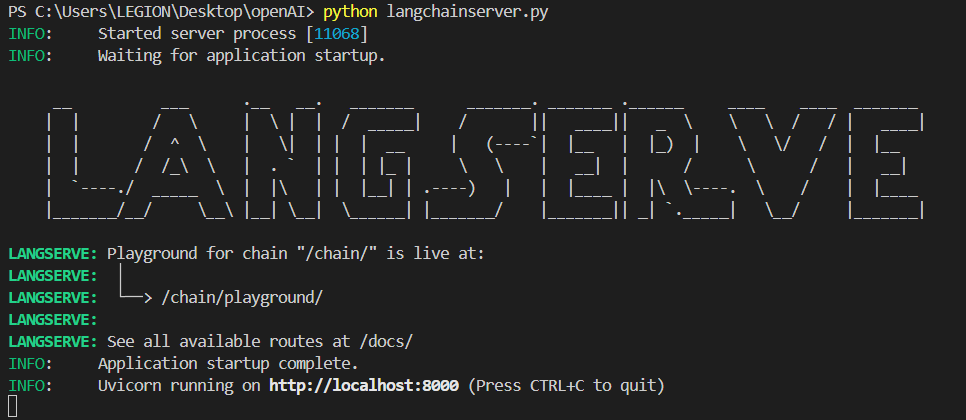 PS C:\Users\LEGION\Desktop\openAI> python langchainserver.py
INFO:     Started server process [11068]
INFO:     Waiting for application startup.
LANGSERVE
LANGSERVE: Playground for chain "/chain/" is live at:
LANGSERVE:  │
LANGSERVE:  └──> /chain/playground/
LANGSERVE:
LANGSERVE: See all available routes at /docs/
INFO:     Application startup complete.
INFO:     Uvicorn running on http://localhost:8000 (Press CTRL+C to quit)